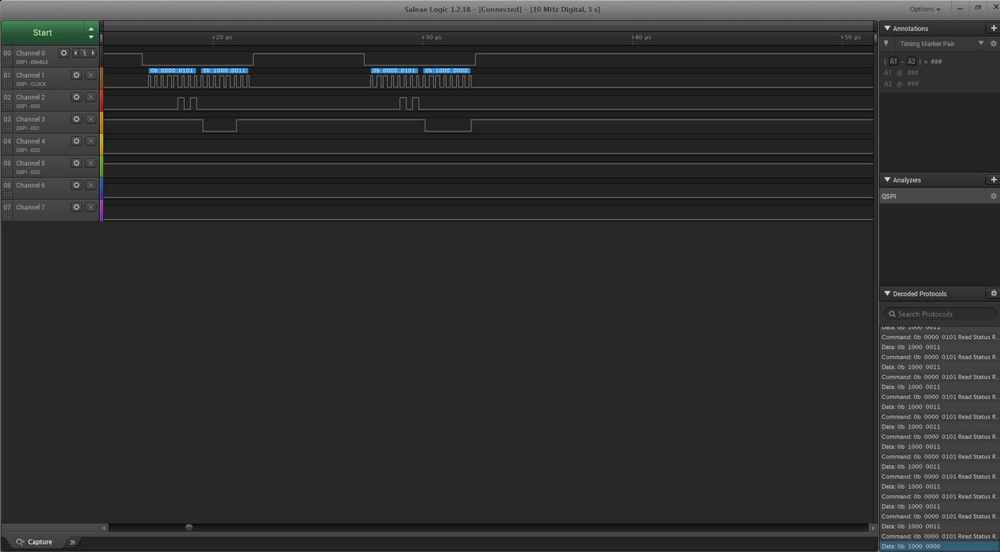 Saleae Logic 1.2.18 - [Connected] - [10 MHz Digital, 3 s]
Options
Start
+20 µs
+30 µs
+40 µs
+50 µs
00 Channel 0
QSPI - ENABLE
0b 0000 0101
0b 1000 0011
0b 0000 0101
0b 1000 0000
01 Channel 1
QSPI - CLOCK
02 Channel 2
QSPI - DQ0
03 Channel 3
QSPI - DQ1
04 Channel 4
QSPI - DQ2
05 Channel 5
QSPI - DQ3
06 Channel 6
07 Channel 7
Capture
Annotations
Timing Marker Pair
| A1 - A2 | = ###
A1 @ ###
A2 @ ###
Analyzers
QSPI
Decoded Protocols
Search Protocols
Data: 0b 1000 0011
Command: 0b 0000 0101 Read Status R...
Data: 0b 1000 0011
Command: 0b 0000 0101 Read Status R...
Data: 0b 1000 0011
Command: 0b 0000 0101 Read Status R...
Data: 0b 1000 0011
Command: 0b 0000 0101 Read Status R...
Data: 0b 1000 0011
Command: 0b 0000 0101 Read Status R...
Data: 0b 1000 0011
Command: 0b 0000 0101 Read Status R...
Data: 0b 1000 0011
Command: 0b 0000 0101 Read Status R...
Data: 0b 1000 0011
Command: 0b 0000 0101 Read Status R...
Data: 0b 1000 0011
Command: 0b 0000 0101 Read Status R...
Data: 0b 1000 0011
Command: 0b 0000 0101 Read Status R...
Data: 0b 1000 0011
Command: 0b 0000 0101 Read Status R...
Data: 0b 1000 0000